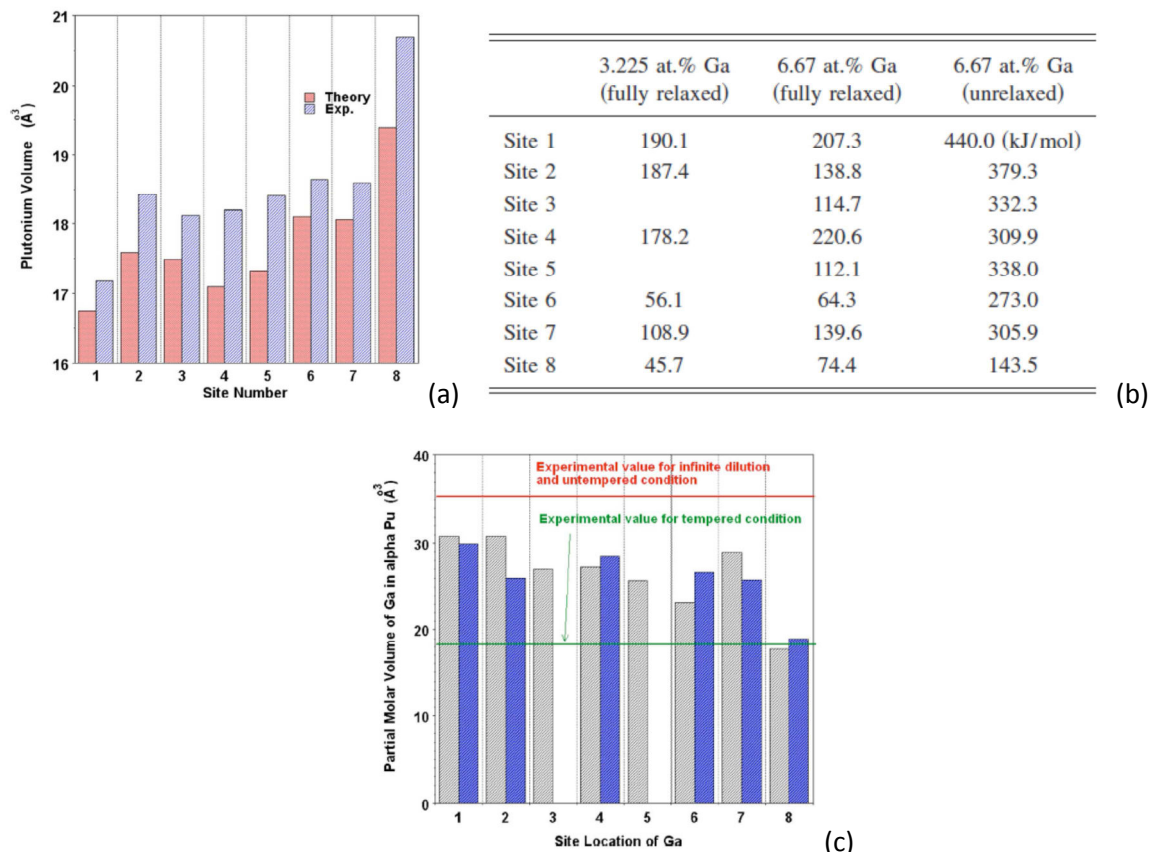 21
20
19
18
17
16
Plutonium Volume (Å³)
Theory
Exp.
1 2 3 4 5 6 7 8
Site Number
(a)
3.225 at.% Ga 6.67 at.% Ga 6.67 at.% Ga
(fully relaxed) (fully relaxed) (unrelaxed)
Site 1 190.1 207.3 440.0 (kJ/mol)
Site 2 187.4 138.8 379.3
Site 3 114.7 332.3
Site 4 178.2 220.6 309.9
Site 5 112.1 338.0
Site 6 56.1 64.3 273.0
Site 7 108.9 139.6 305.9
Site 8 45.7 74.4 143.5
(b)
40
30
20
10
0
Partial Molar Volume of Ga in alpha Pu (Å³)
Experimental value for infinite dilution
and untempered condition
Experimental value for tempered condition
1 2 3 4 5 6 7 8
Site Location of Ga
(c)